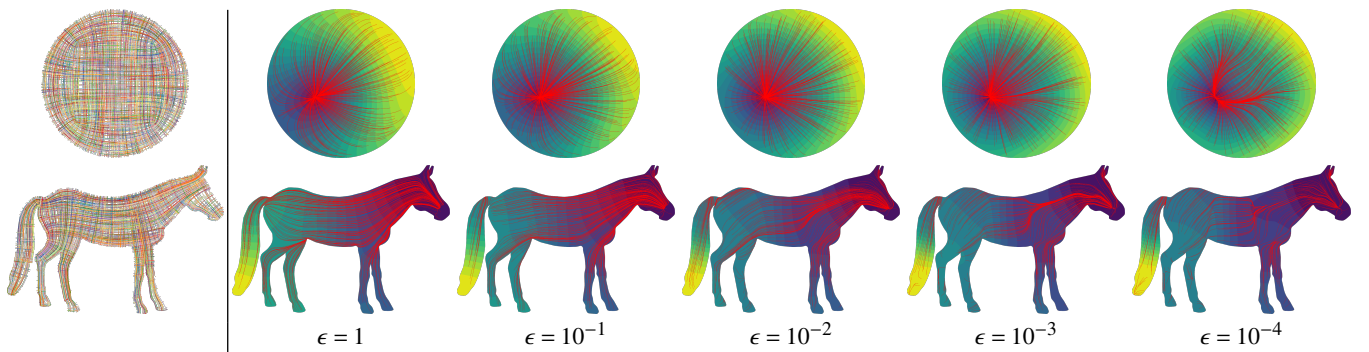 ϵ = 1 ϵ = 10⁻¹ ϵ = 10⁻² ϵ = 10⁻³ ϵ = 10⁻⁴